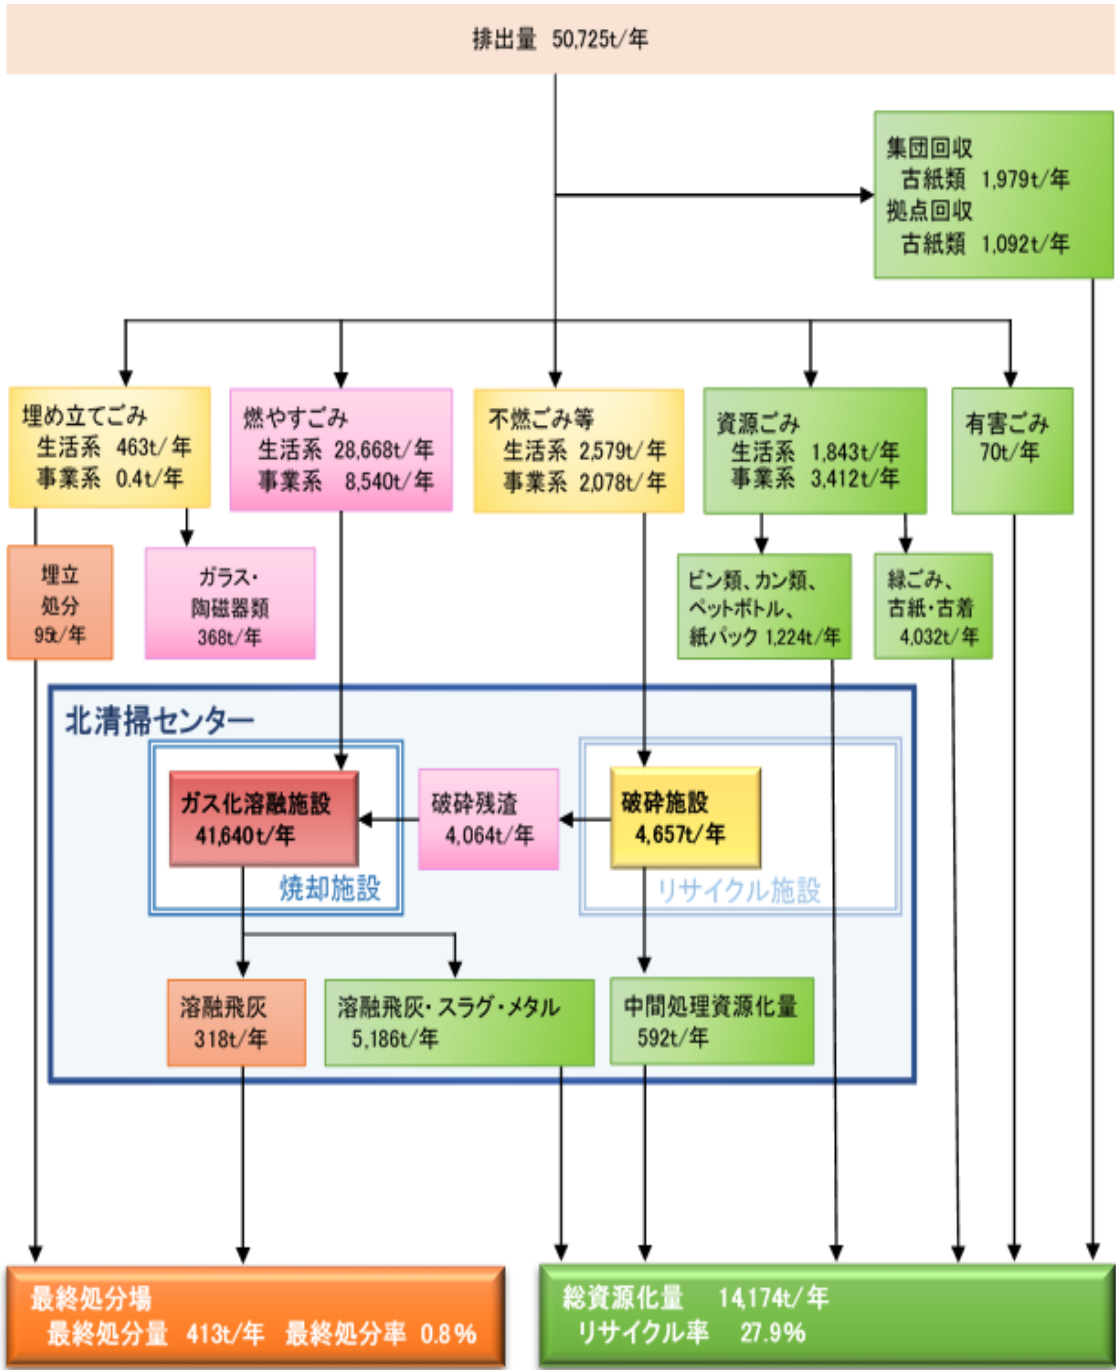 排出量 50,725t/年
集団回収
古紙類 1,979t/年
拠点回収
古紙類 1,092t/年
埋め立てごみ
生活系 463t/年
事業系 0.4t/年
燃やすごみ
生活系 28,668t/年
事業系 8,540t/年
不燃ごみ等
生活系 2,579t/年
事業系 2,078t/年
資源ごみ
生活系 1,843t/年
事業系 3,412t/年
有害ごみ
70t/年
埋立
処分
95t/年
ガラス・
陶磁器類
368t/年
ビン類、カン類、
ペットボトル、
紙パック 1,224t/年
緑ごみ、
古紙・古着
4,032t/年
北清掃センター
ガス化溶融施設
41,640t/年
焼却施設
破砕残渣
4,064t/年
破砕施設
4,657t/年
リサイクル施設
溶融飛灰
318t/年
溶融飛灰・スラグ・メタル
5,186t/年
中間処理資源化量
592t/年
最終処分場
最終処分量 413t/年 最終処分率 0.8%
総資源化量 14,174t/年
リサイクル率 27.9%